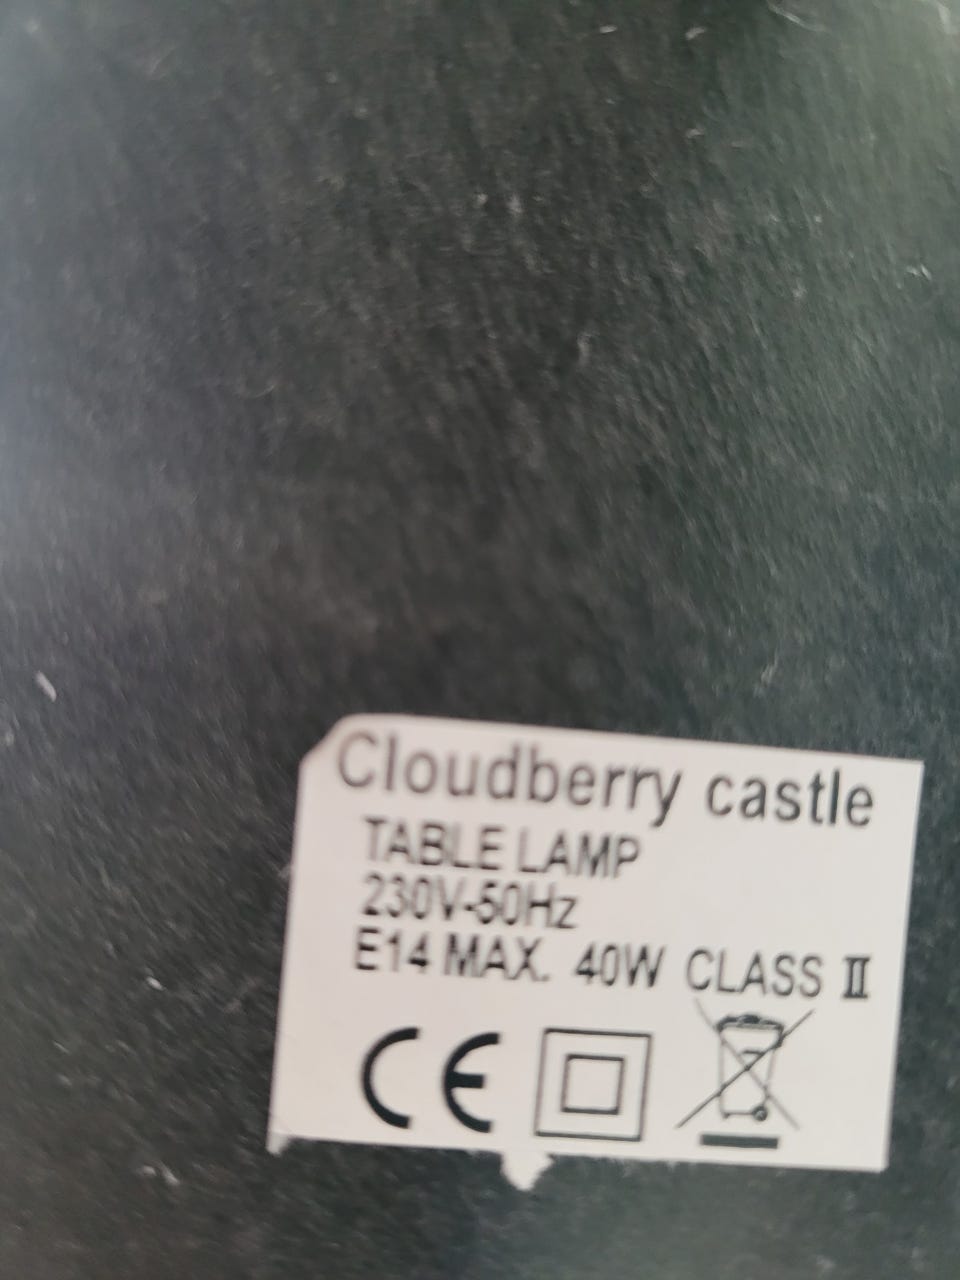 Cloudberry castle
TABLE LAMP
230V-50Hz
E14 MAX. 40W CLASS II
CE